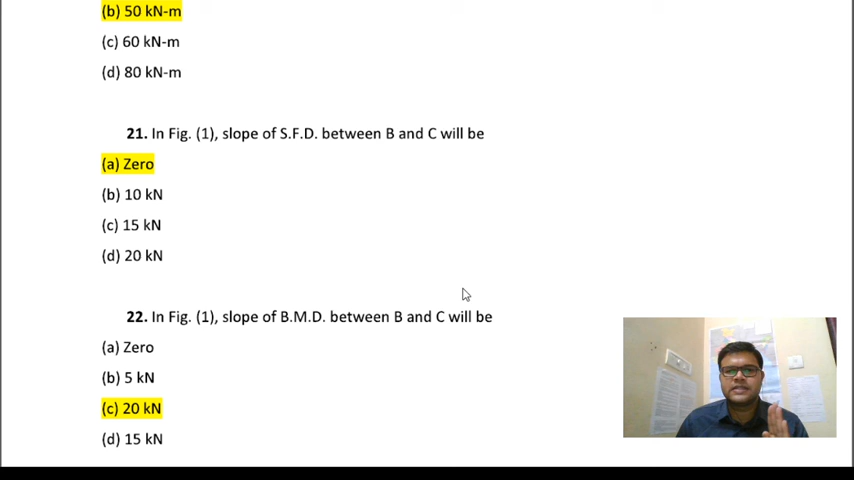 (b) 50 kN-m
(c) 60 kN-m
(d) 80 kN-m
21. In Fig. (1), slope of S.F.D. between B and C will be
(a) Zero
(b) 10 kN
(c) 15 kN
(d) 20 kN
22. In Fig. (1), slope of B.M.D. between B and C will be
(a) Zero
(b) 5 kN
(c) 20 kN
(d) 15 kN